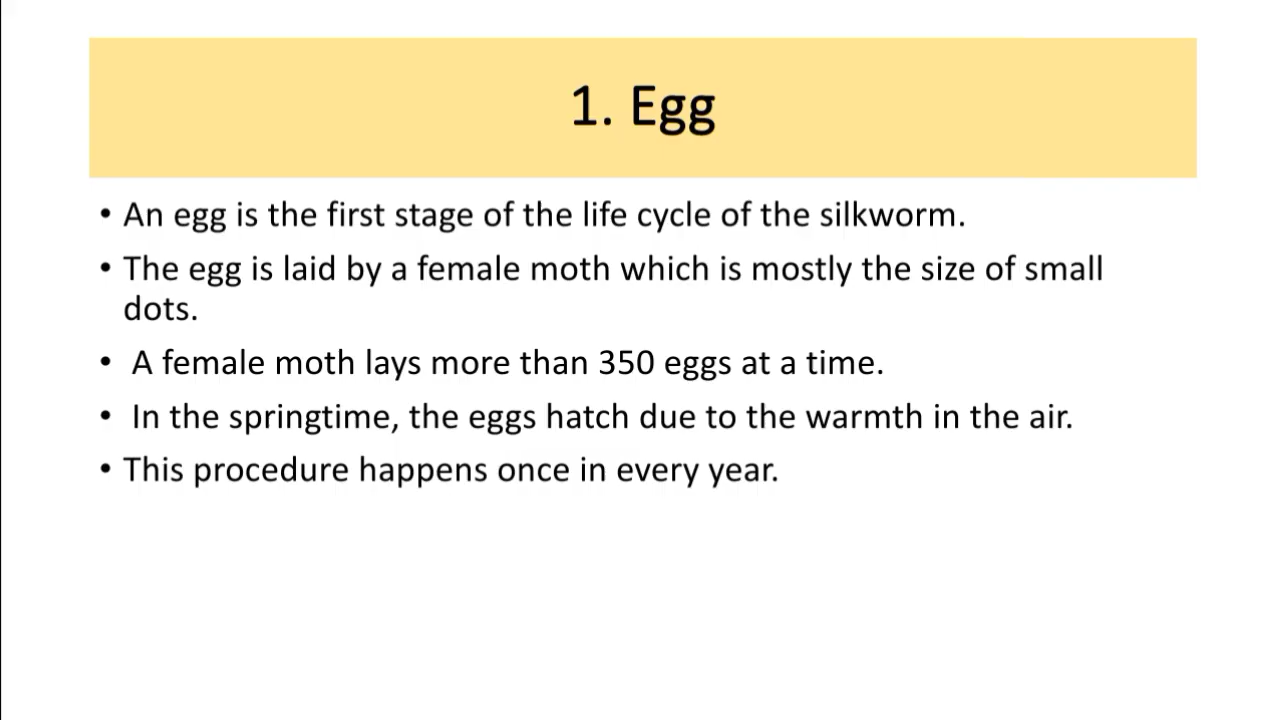 1. Egg
• An egg is the first stage of the life cycle of the silkworm.
• The egg is laid by a female moth which is mostly the size of small
dots.
• A female moth lays more than 350 eggs at a time.
• In the springtime, the eggs hatch due to the warmth in the air.
• This procedure happens once in every year.